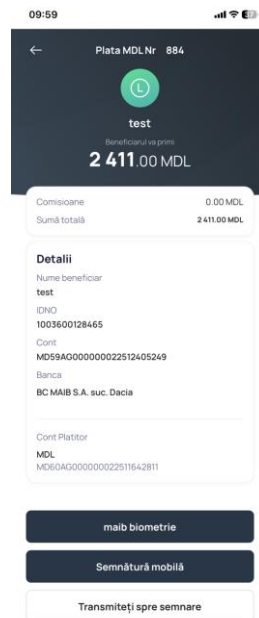 09:59
Plata MDL Nr 884
L
test
Beneficiarul va primi
2 411.00 MDL
Comisioane 0.00 MDL
Sumă totală 2 411.00 MDL
Detalii
Nume beneficiar
test
IDNO
1003600128465
Cont
MD59AG000000022512405249
Banca
BC MAIB S.A. suc. Dacia
Cont Platitor
MDL
MD60AG000000022511642811
maib biometrie
Semnătură mobilă
Transmiteți spre semnare